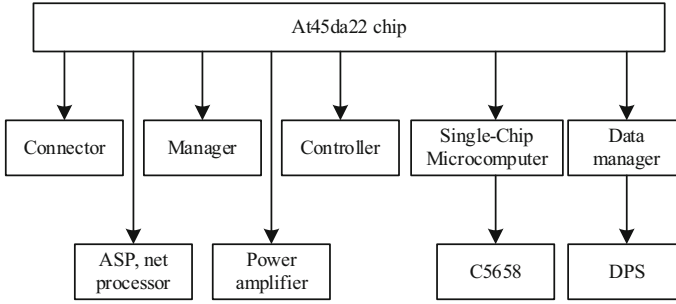 At45da22 chip
Connector
Manager
Controller
Single-Chip
Microcomputer
Data
manager
ASP, net
processor
Power
amplifier
C5658
DPS